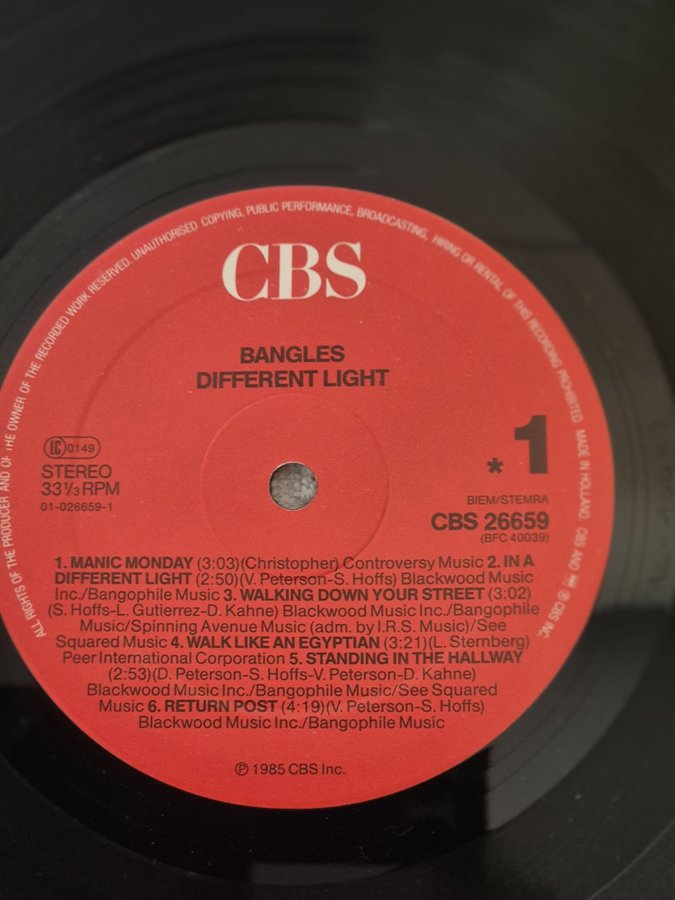 ALL RIGHTS OF THE PRODUCER AND OF THE OWNER OF THE RECORDED WORK RESERVED. UNAUTHORISED COPYING, PUBLIC PERFORMANCE, BROADCASTING, HIRING OR RENTAL OF THIS RECORDING PROHIBITED MADE IN HOLLAND CBS AND ® CBS INC.
CBS
BANGLES
DIFFERENT LIGHT
LC 0149
STEREO
33 1/3 RPM
01-026659-1
*1
BIEM/STEMRA
CBS 26659
(BFC 40039)
1. MANIC MONDAY (3:03)(Christopher) Controversy Music 2. IN A
DIFFERENT LIGHT (2:50)(V. Peterson-S. Hoffs) Blackwood Music
Inc./Bangophile Music 3. WALKING DOWN YOUR STREET (3:02)
(S. Hoffs-L. Gutierrez-D. Kahne) Blackwood Music Inc./Bangophile
Music/Spinning Avenue Music (adm. by I.R.S. Music)/See
Squared Music 4. WALK LIKE AN EGYPTIAN (3:21)(L. Sternberg)
Peer International Corporation 5. STANDING IN THE HALLWAY
(2:53)(D. Peterson-S. Hoffs-V. Peterson-D. Kahne)
Blackwood Music Inc./Bangophile Music/See Squared
Music 6. RETURN POST (4:19)(V. Peterson-S. Hoffs)
Blackwood Music Inc./Bangophile Music
℗ 1985 CBS Inc.